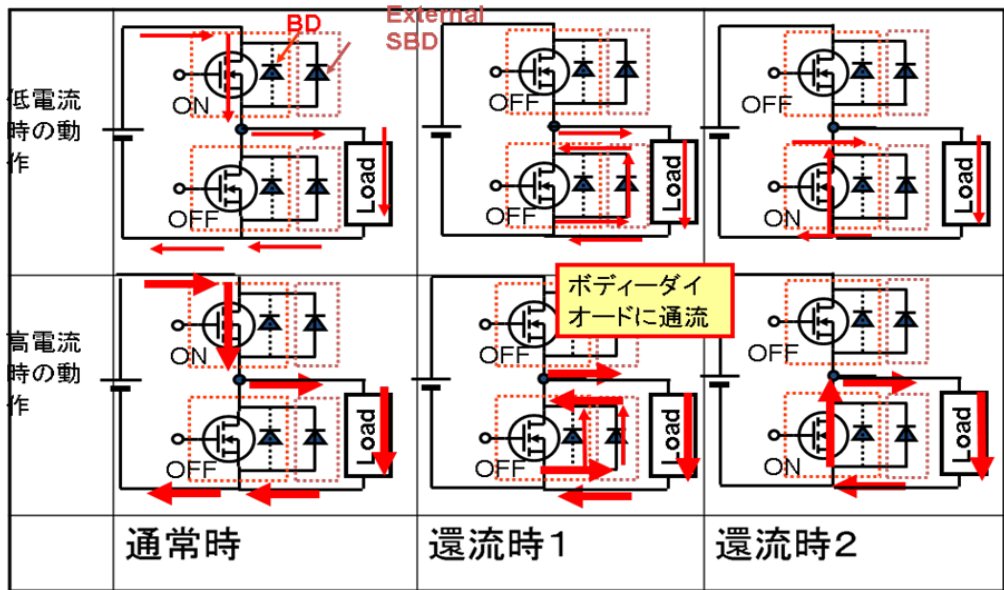 BD
External
SBD
低電流
時の動
作
ON
OFF
Load
OFF
OFF
Load
OFF
ON
Load
高電流
時の動
作
ON
OFF
Load
ボディーダイ
オードに通流
OFF
OFF
Load
OFF
ON
Load
通常時
還流時1
還流時2